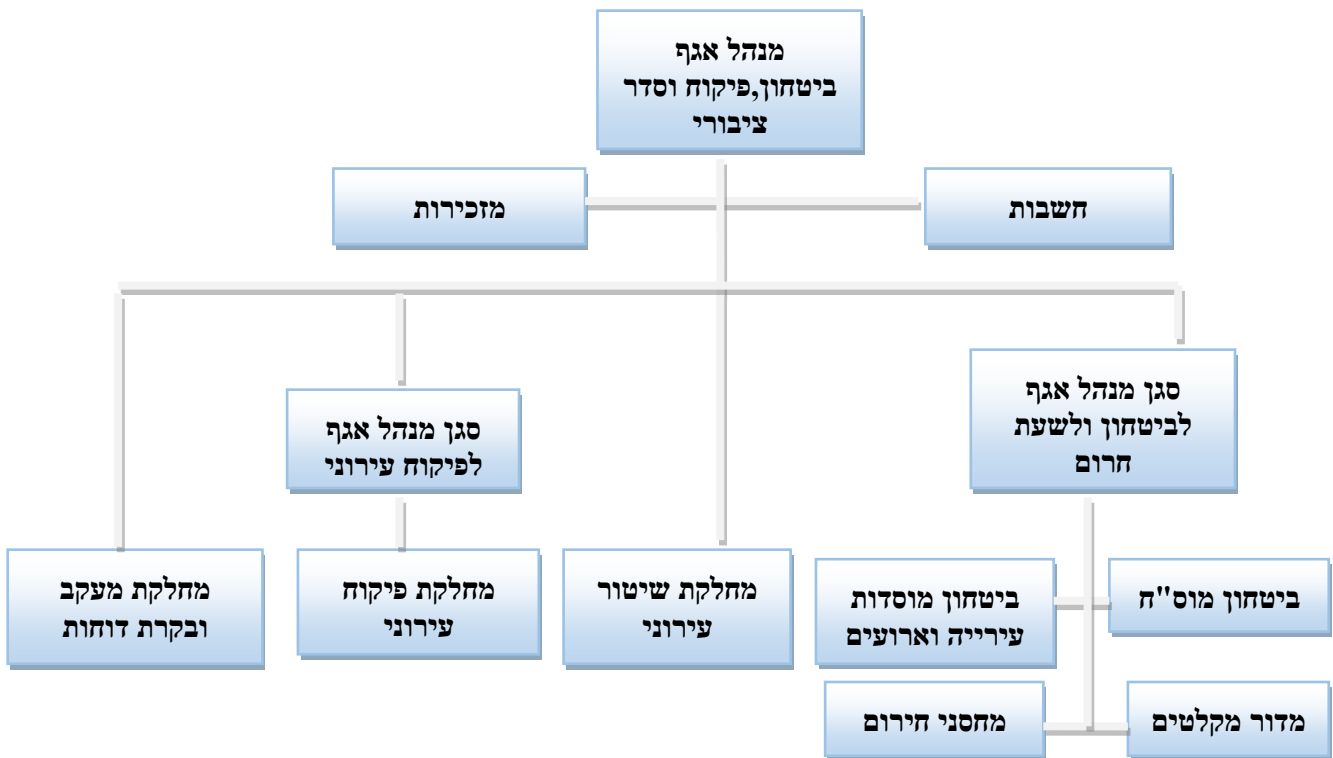 מנהל אגף
ביטחון,פיקוח וסדר
ציבורי
חשבות
מזכירות
סגן מנהל אגף
לביטחון ולשעת
חרום
סגן מנהל אגף
לפיקוח עירוני
ביטחון מוס"ח
ביטחון מוסדות
עירייה וארועים
מחלקת שיטור
עירוני
מחלקת פיקוח
עירוני
מחלקת מעקב
ובקרת דוחות
מדור מקלטים
מחסני חירום